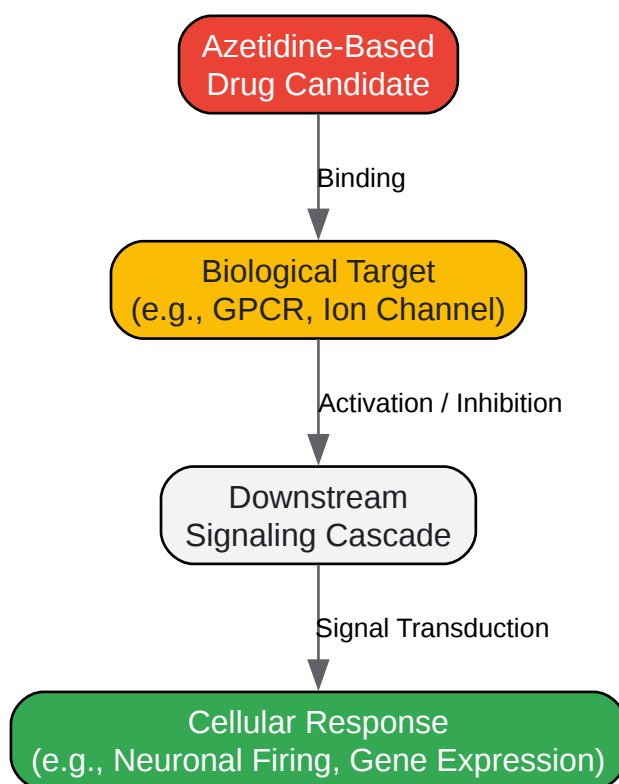 Azetidine-Based
Drug Candidate
Binding
Biological Target
(e.g., GPCR, Ion Channel)
Activation / Inhibition
Downstream
Signaling Cascade
Signal Transduction
Cellular Response
(e.g., Neuronal Firing, Gene Expression)